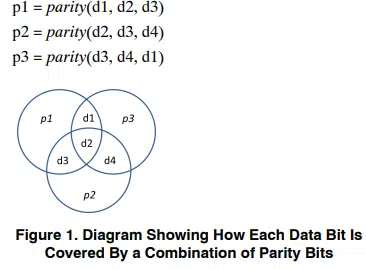 p1 = parity(d1, d2, d3)
p2 = parity(d2, d3, d4)
p3 = parity(d3, d4, d1)
p1 d1 p3
d2
d3 d4
p2
Figure 1. Diagram Showing How Each Data Bit Is
Covered By a Combination of Parity Bits